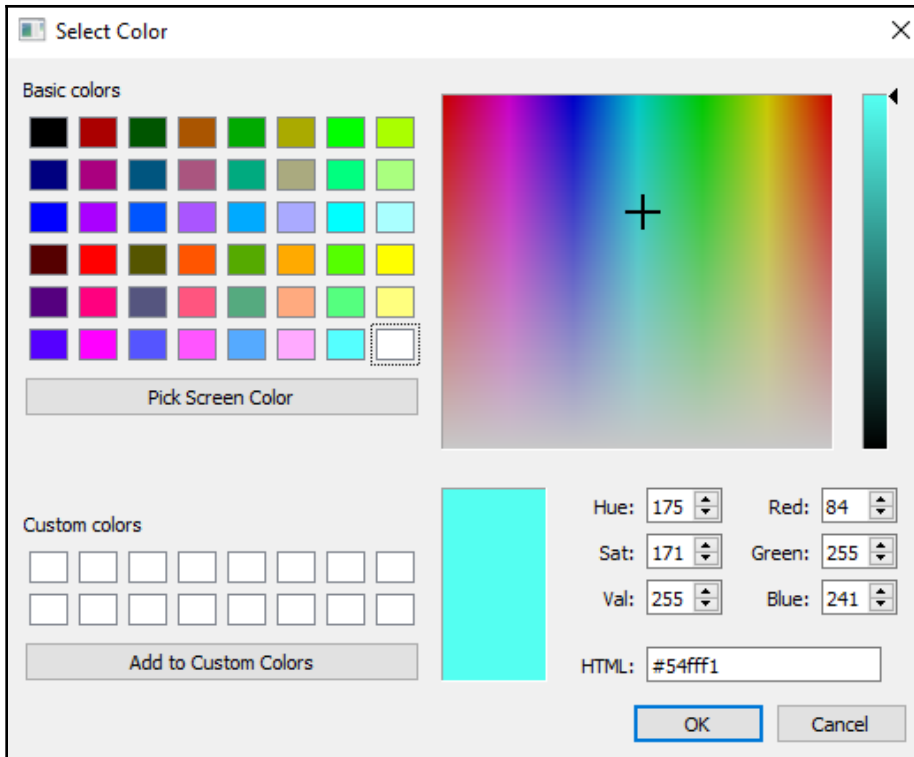 Select Color
Basic colors
Pick Screen Color
Custom colors
Add to Custom Colors
Hue: 175 Red: 84
Sat: 171 Green: 255
Val: 255 Blue: 241
HTML: #54fff1
OK Cancel